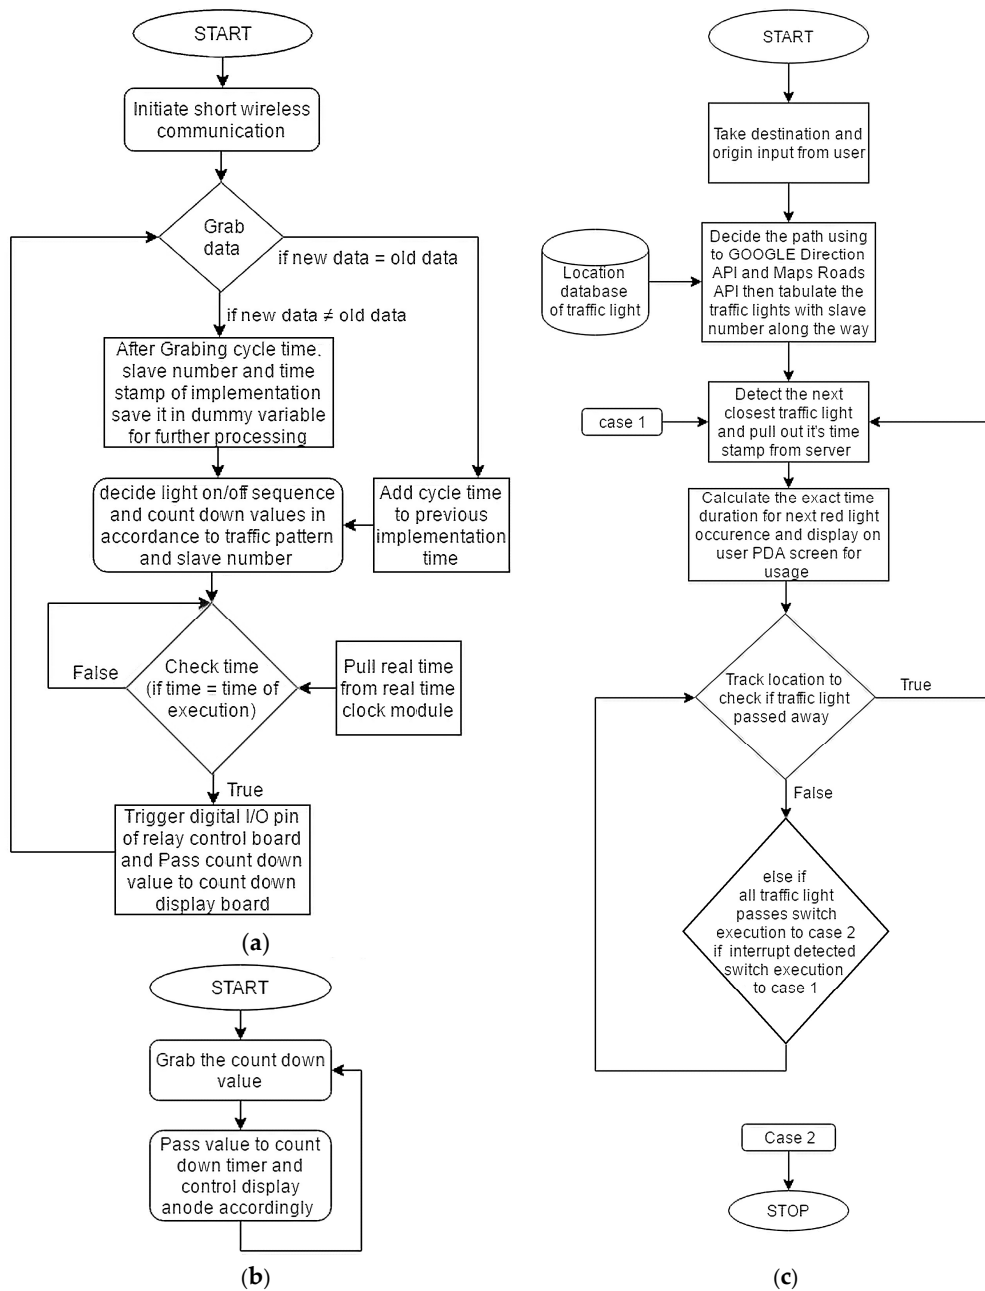 START
Initiate short wireless
communication
Grab
data
if new data = old data
if new data ≠ old data
After Grabing cycle time,
slave number and time
stamp of implementation
save it in dummy variable
for further processing
decide light on/off sequence
and count down values in
accordance to traffic pattern
and slave number
Add cycle time
to previous
implementation
time
False
Check time
(if time = time of
execution)
Pull real time
from real time
clock module
True
Trigger digital I/O pin
of relay control board
and Pass count down
value to count down
display board
(a)
START
Grab the count down
value
Pass value to count
down timer and
control display
anode accordingly
(b)
START
Take destination and
origin input from user
Location
database
of traffic light
Decide the path using
to GOOGLE Direction
API and Maps Roads
API then tabulate the
traffic lights with slave
number along the way
case 1
Detect the next
closest traffic light
and pull out it's time
stamp from server
Calculate the exact time
duration for next red light
occurence and display on
user PDA screen for
usage
Track location to
check if traffic light
passed away
True
False
else if
all traffic light
passes switch
execution to case 2
if interrupt detected
switch execution
to case 1
Case 2
STOP
(c)